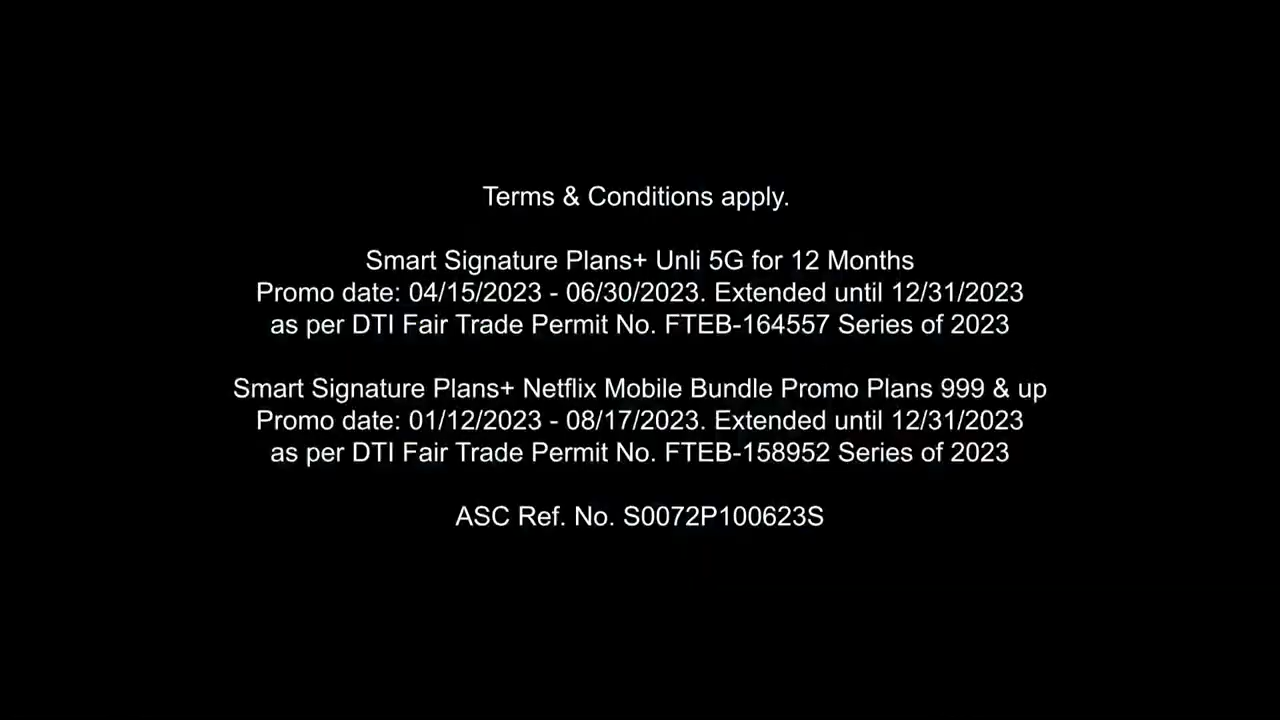 Terms & Conditions apply.
Smart Signature Plans+ Unli 5G for 12 Months
Promo date: 04/15/2023 - 06/30/2023. Extended until 12/31/2023
as per DTI Fair Trade Permit No. FTEB-164557 Series of 2023
Smart Signature Plans+ Netflix Mobile Bundle Promo Plans 999 & up
Promo date: 01/12/2023 - 08/17/2023. Extended until 12/31/2023
as per DTI Fair Trade Permit No. FTEB-158952 Series of 2023
ASC Ref. No. S0072P100623S